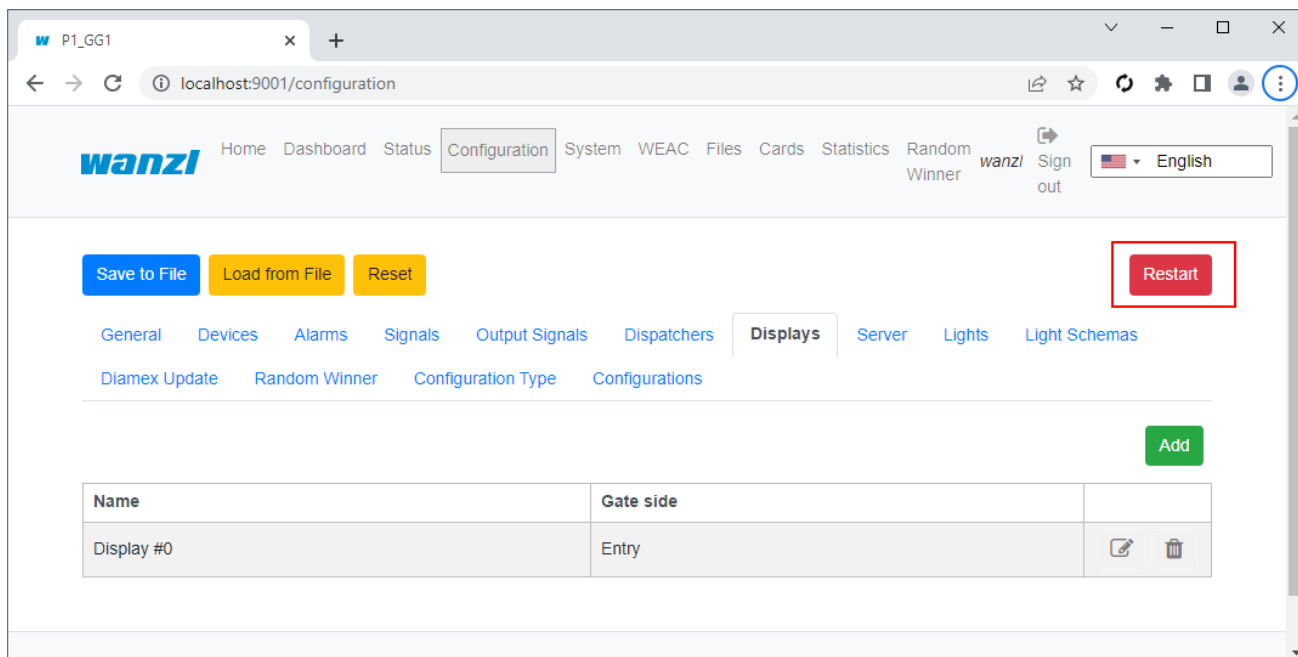 P1_GG1
localhost:9001/configuration
wanzl Home Dashboard Status Configuration System WEAC Files Cards Statistics Random Winner wanzl Sign out English
Save to File Load from File Reset Restart
General Devices Alarms Signals Output Signals Dispatchers Displays Server Lights Light Schemas
Diamex Update Random Winner Configuration Type Configurations
Add
Name Gate side
Display #0 Entry